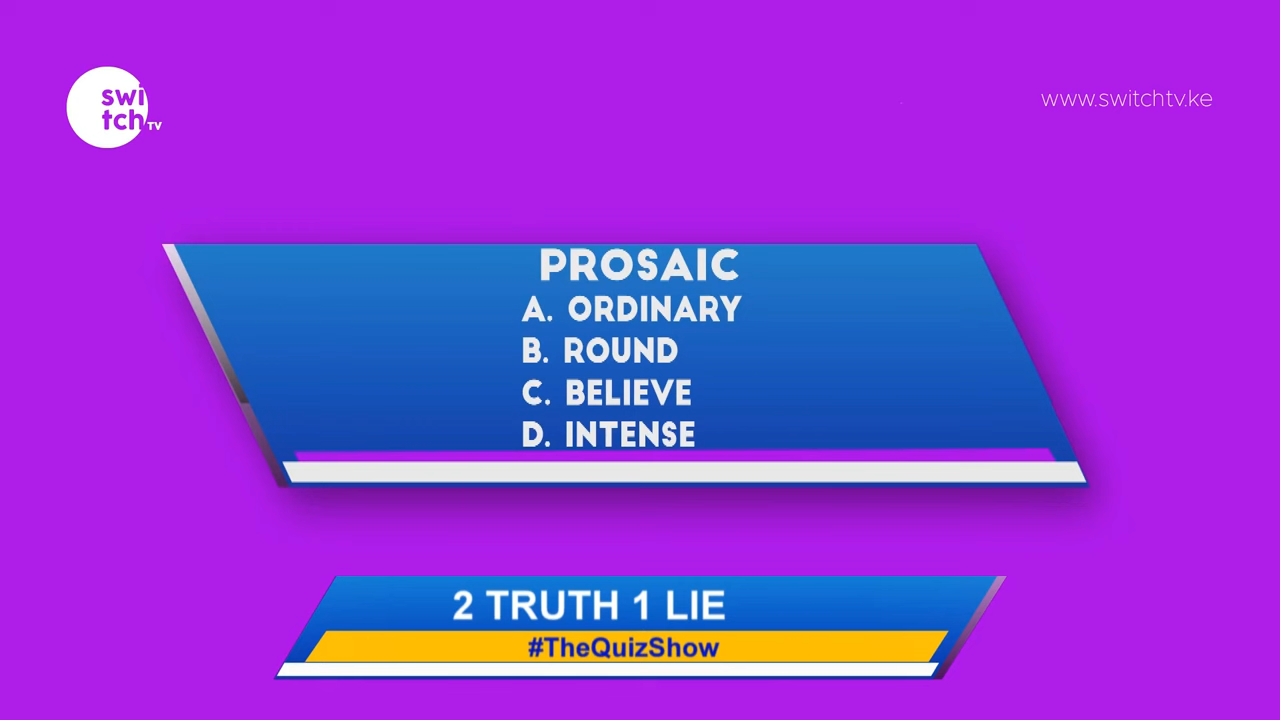 swi
tch TV
www.switchtv.ke
PROSAIC
A. ORDINARY
B. ROUND
C. BELIEVE
D. INTENSE
2 TRUTH 1 LIE
#TheQuizShow